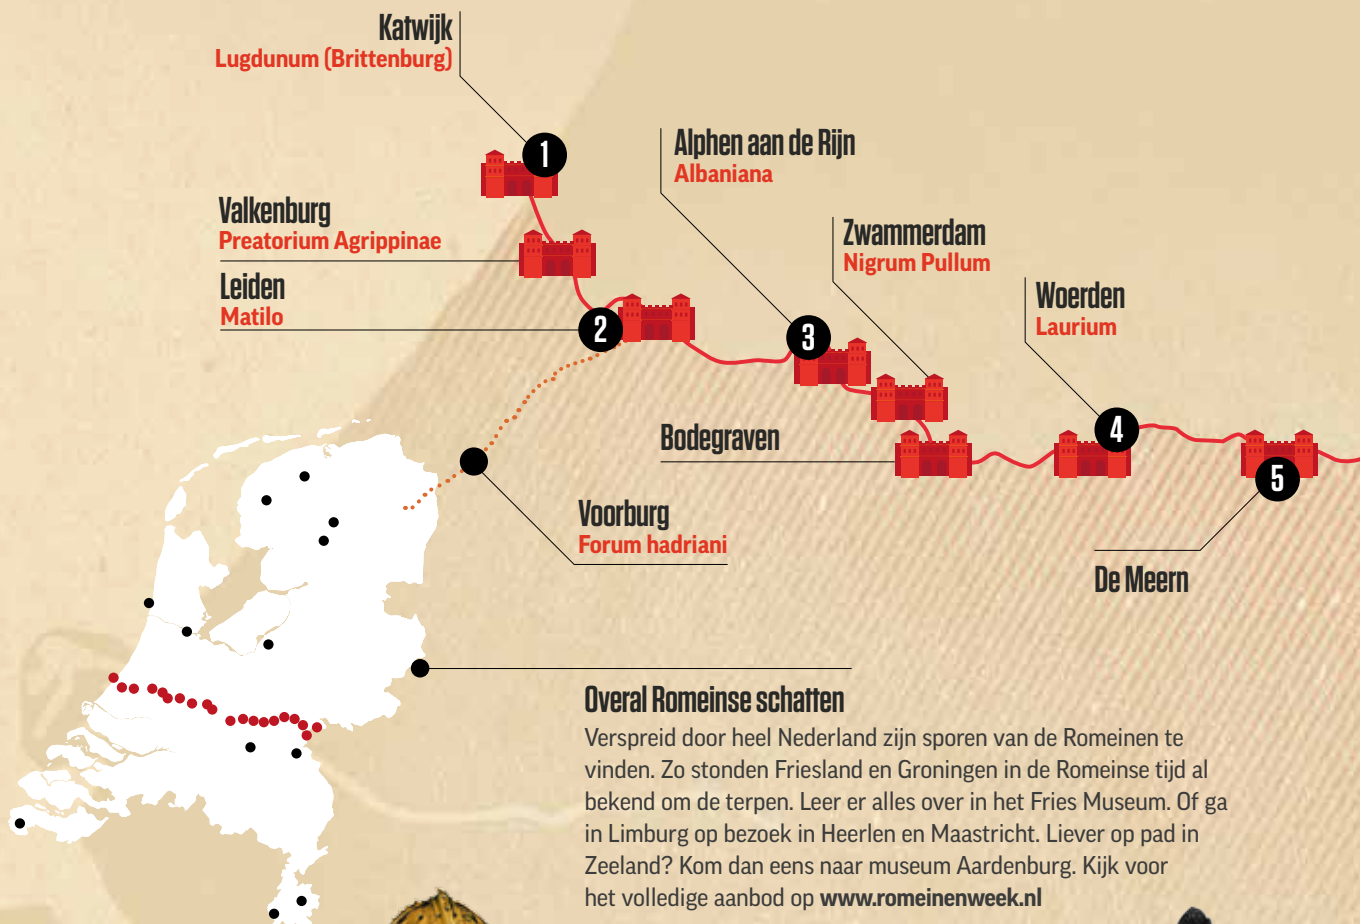 Katwijk
Lugdunum (Brittenburg)
1
Alphen aan de Rijn
Albaniana
Valkenburg
Preatorium Agrippinae
Zwammerdam
Nigrum Pullum
Leiden
Matilo
Woerden
Laurium
2
3
4
Bodegraven
5
Voorburg
Forum hadriani
De Meern
Overal Romeinse schatten
Verspreid door heel Nederland zijn sporen van de Romeinen te
vinden. Zo stonden Friesland en Groningen in de Romeinse tijd al
bekend om de terpen. Leer er alles over in het Fries Museum. Of ga
in Limburg op bezoek in Heerlen en Maastricht. Liever op pad in
Zeeland? Kom dan eens naar museum Aardenburg. Kijk voor
het volledige aanbod op www.romeinenweek.nl